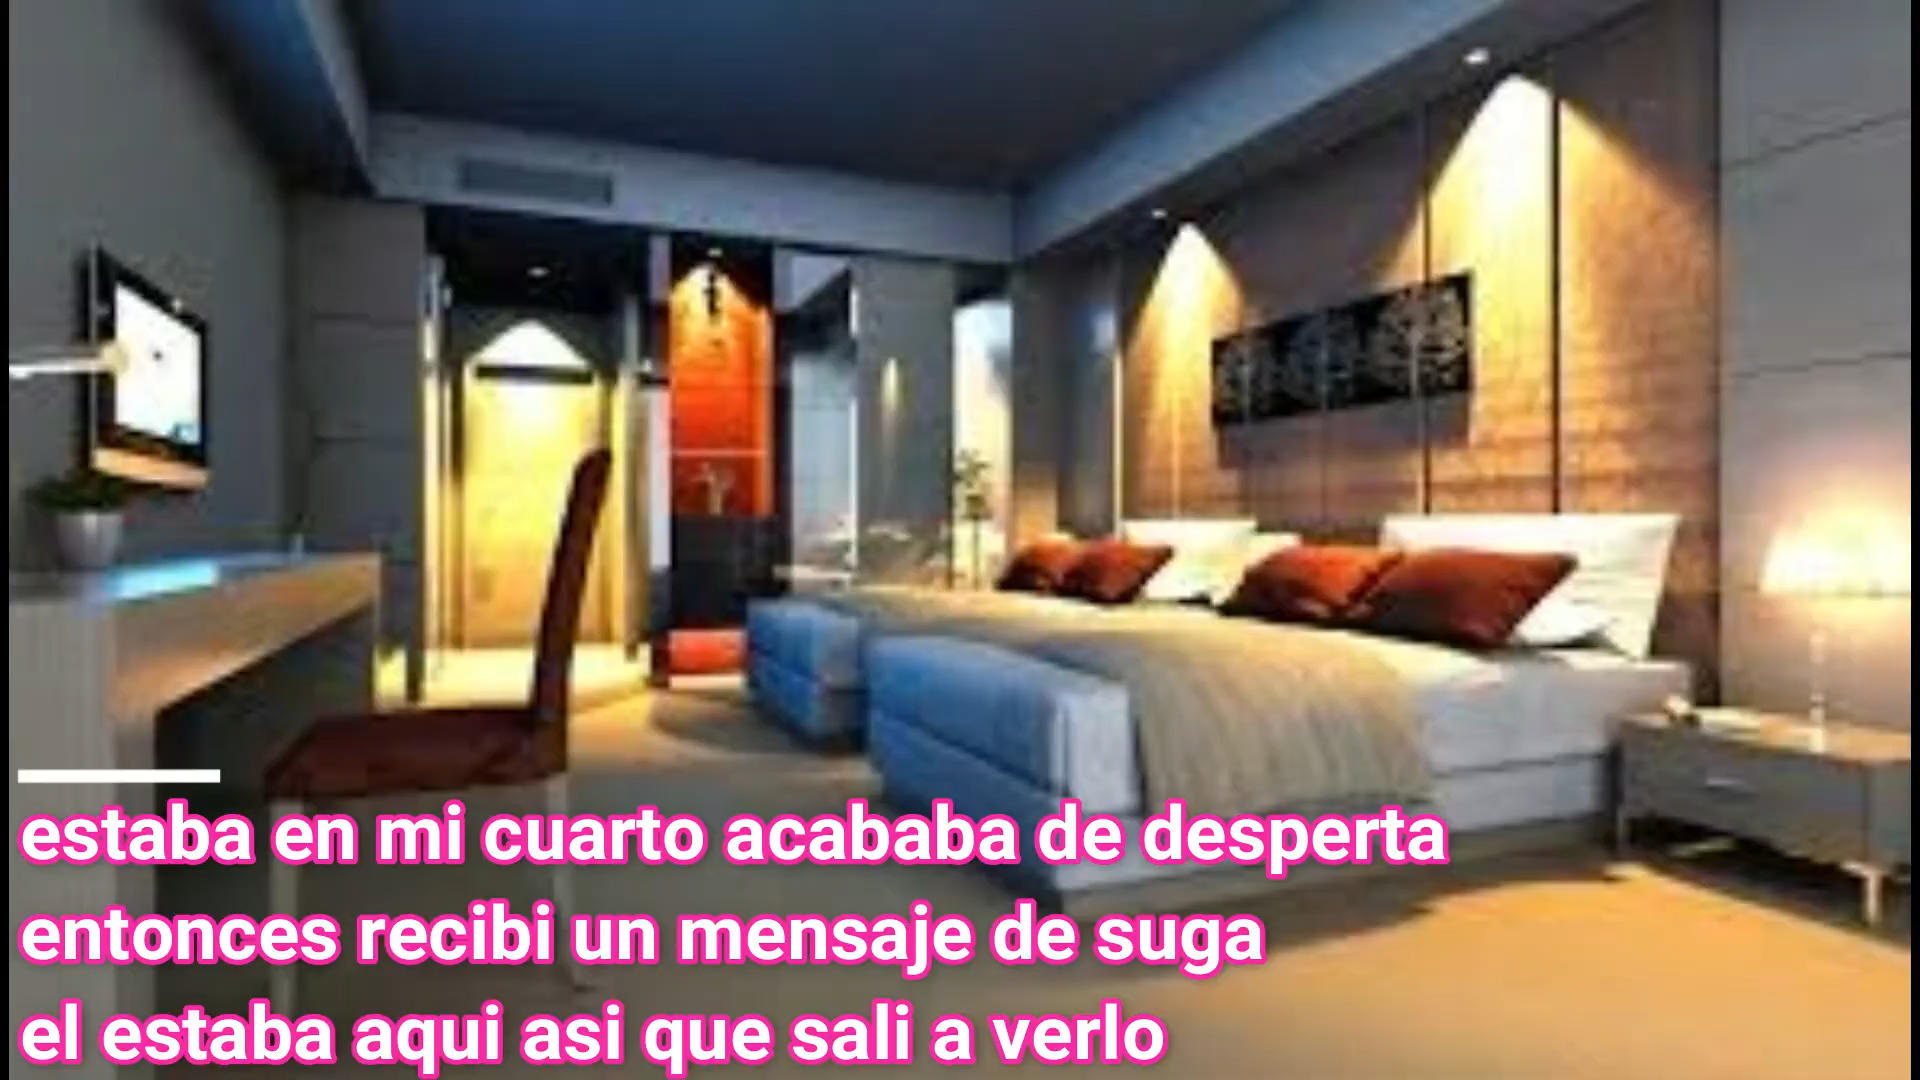 estaba en mi cuarto acababa de desperta
entonces recibi un mensaje de suga
el estaba aqui asi que sali a verlo